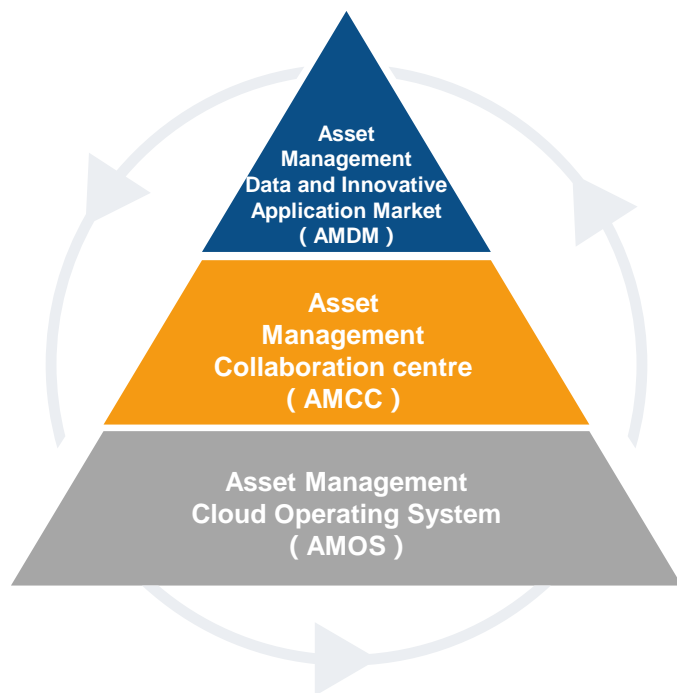 Asset
Management
Data and Innovative
Application Market
( AMDM )
Asset
Management
Collaboration centre
( AMCC )
Asset Management
Cloud Operating System
( AMOS )